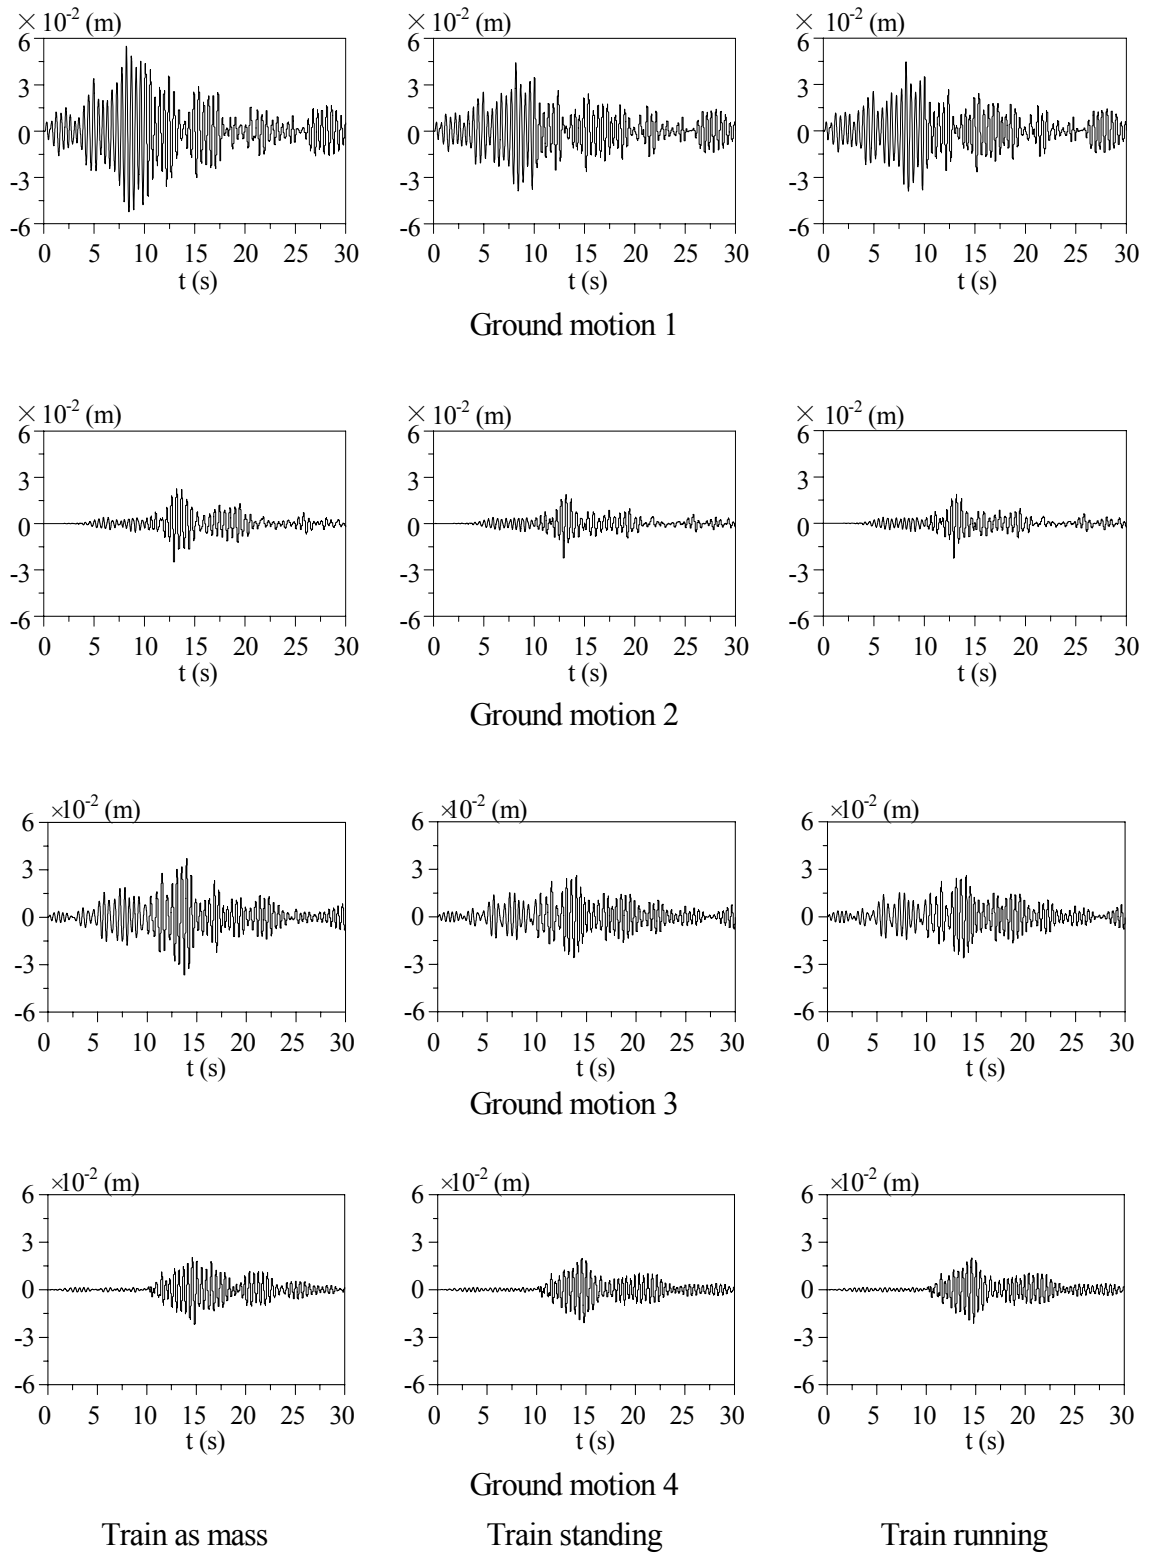 × 10-2 (m) × 10-2 (m) × 10-2 (m)
6 6 6
3 3 3
0 0 0
-3 -3 -3
-6 -6 -6
0 5 10 15 20 25 30 0 5 10 15 20 25 30 0 5 10 15 20 25 30
t (s) t (s) t (s)
Ground motion 1
× 10-2 (m) × 10-2 (m) × 10-2 (m)
6 6 6
3 3 3
0 0 0
-3 -3 -3
-6 -6 -6
0 5 10 15 20 25 30 0 5 10 15 20 25 30 0 5 10 15 20 25 30
t (s) t (s) t (s)
Ground motion 2
×10-2 (m) ×10-2 (m) ×10-2 (m)
6 6 6
3 3 3
0 0 0
-3 -3 -3
-6 -6 -6
0 5 10 15 20 25 30 0 5 10 15 20 25 30 0 5 10 15 20 25 30
t (s) t (s) t (s)
Ground motion 3
×10-2 (m) ×10-2 (m) ×10-2 (m)
6 6 6
3 3 3
0 0 0
-3 -3 -3
-6 -6 -6
0 5 10 15 20 25 30 0 5 10 15 20 25 30 0 5 10 15 20 25 30
t (s) t (s) t (s)
Ground motion 4
Train as mass Train standing Train running